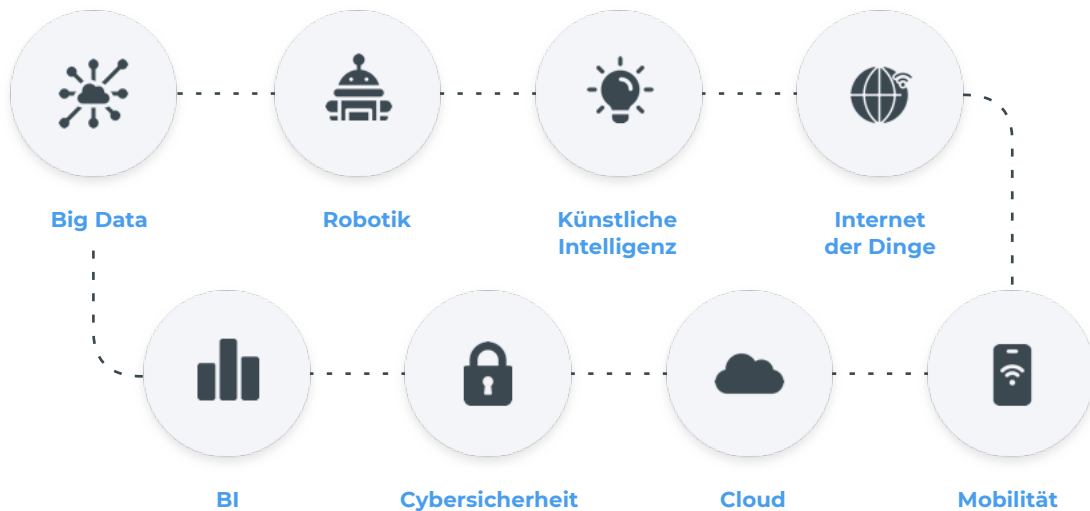 Big Data
Robotik
Künstliche
Intelligenz
Internet
der Dinge
BI
Cybersicherheit
Cloud
Mobilität